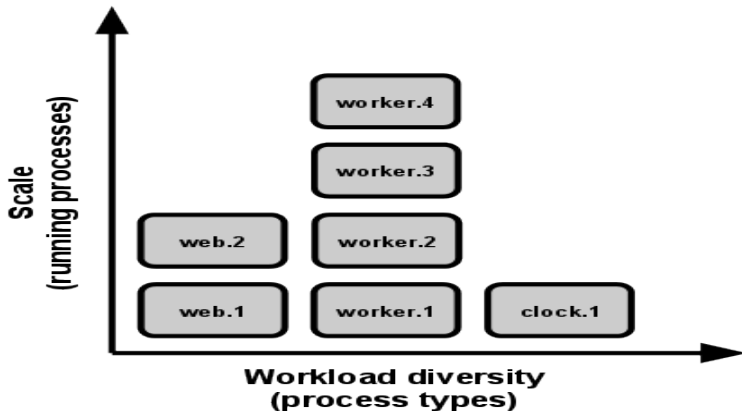 Scale
(running processes)
worker.4
worker.3
web.2
worker.2
web.1
worker.1
clock.1
Workload diversity
(process types)